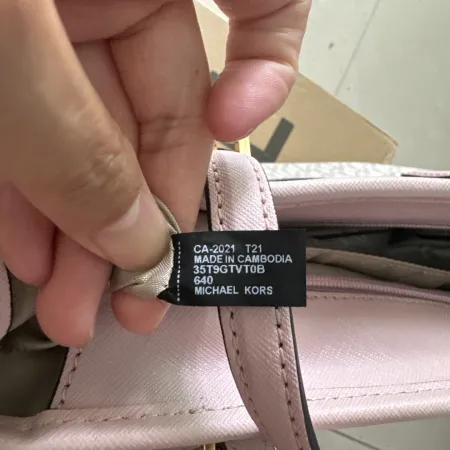 CA-2021 T21
MADE IN CAMBODIA
35T9GTVT0B
640
MICHAEL KORS